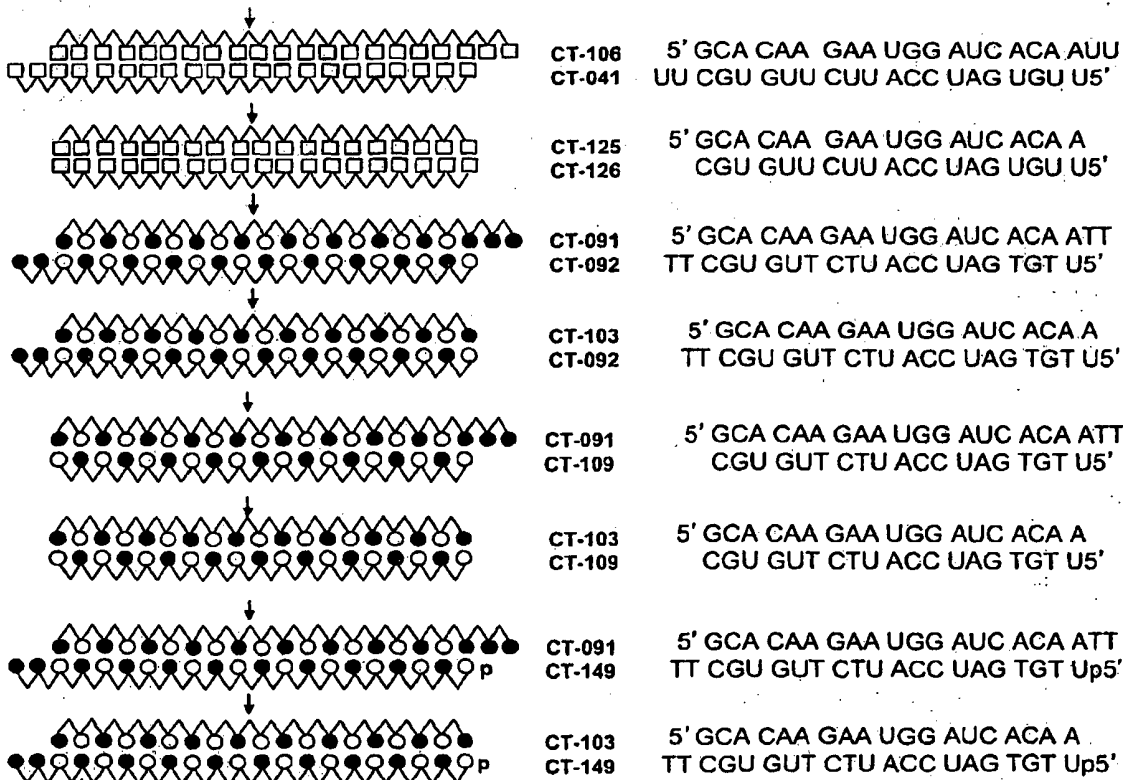 CT-106 5' GCA CAA GAA UGG AUC ACA AUU
CT-041 UU CGU GUU CUU ACC UAG UGU U5'
CT-125 5' GCA CAA GAA UGG AUC ACA A
CT-126 CGU GUU CUU ACC UAG UGU U5'
CT-091 5' GCA CAA GAA UGG AUC ACA ATT
CT-092 TT CGU GUT CTU ACC UAG TGT U5'
CT-103 5' GCA CAA GAA UGG AUC ACA A
CT-092 TT CGU GUT CTU ACC UAG TGT U5'
CT-091 5' GCA CAA GAA UGG AUC ACA ATT
CT-109 CGU GUT CTU ACC UAG TGT U5'
CT-103 5' GCA CAA GAA UGG AUC ACA A
CT-109 CGU GUT CTU ACC UAG TGT U5'
CT-091 5' GCA CAA GAA UGG AUC ACA ATT
p CT-149 TT CGU GUT CTU ACC UAG TGT Up5'
CT-103 5' GCA CAA GAA UGG AUC ACA A
p CT-149 TT CGU GUT CTU ACC UAG TGT Up5'